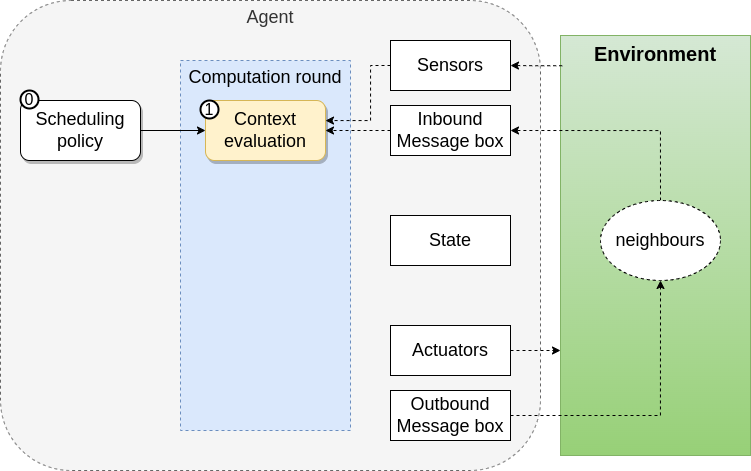 Agent
Environment
Computation round
Sensors
0
Scheduling
policy
1
Context
evaluation
Inbound
Message box
State
neighbours
Actuators
Outbound
Message box